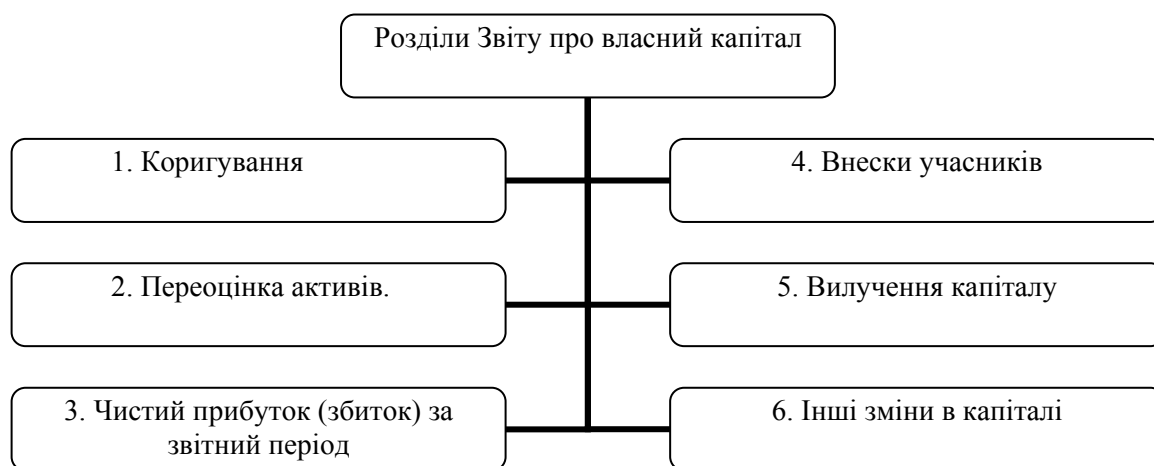 Розділи Звіту про власний капітал
1. Коригування
2. Переоцінка активів.
3. Чистий прибуток (збиток) за
звітний період
4. Внески учасників
5. Вилучення капіталу
6. Інші зміни в капіталі